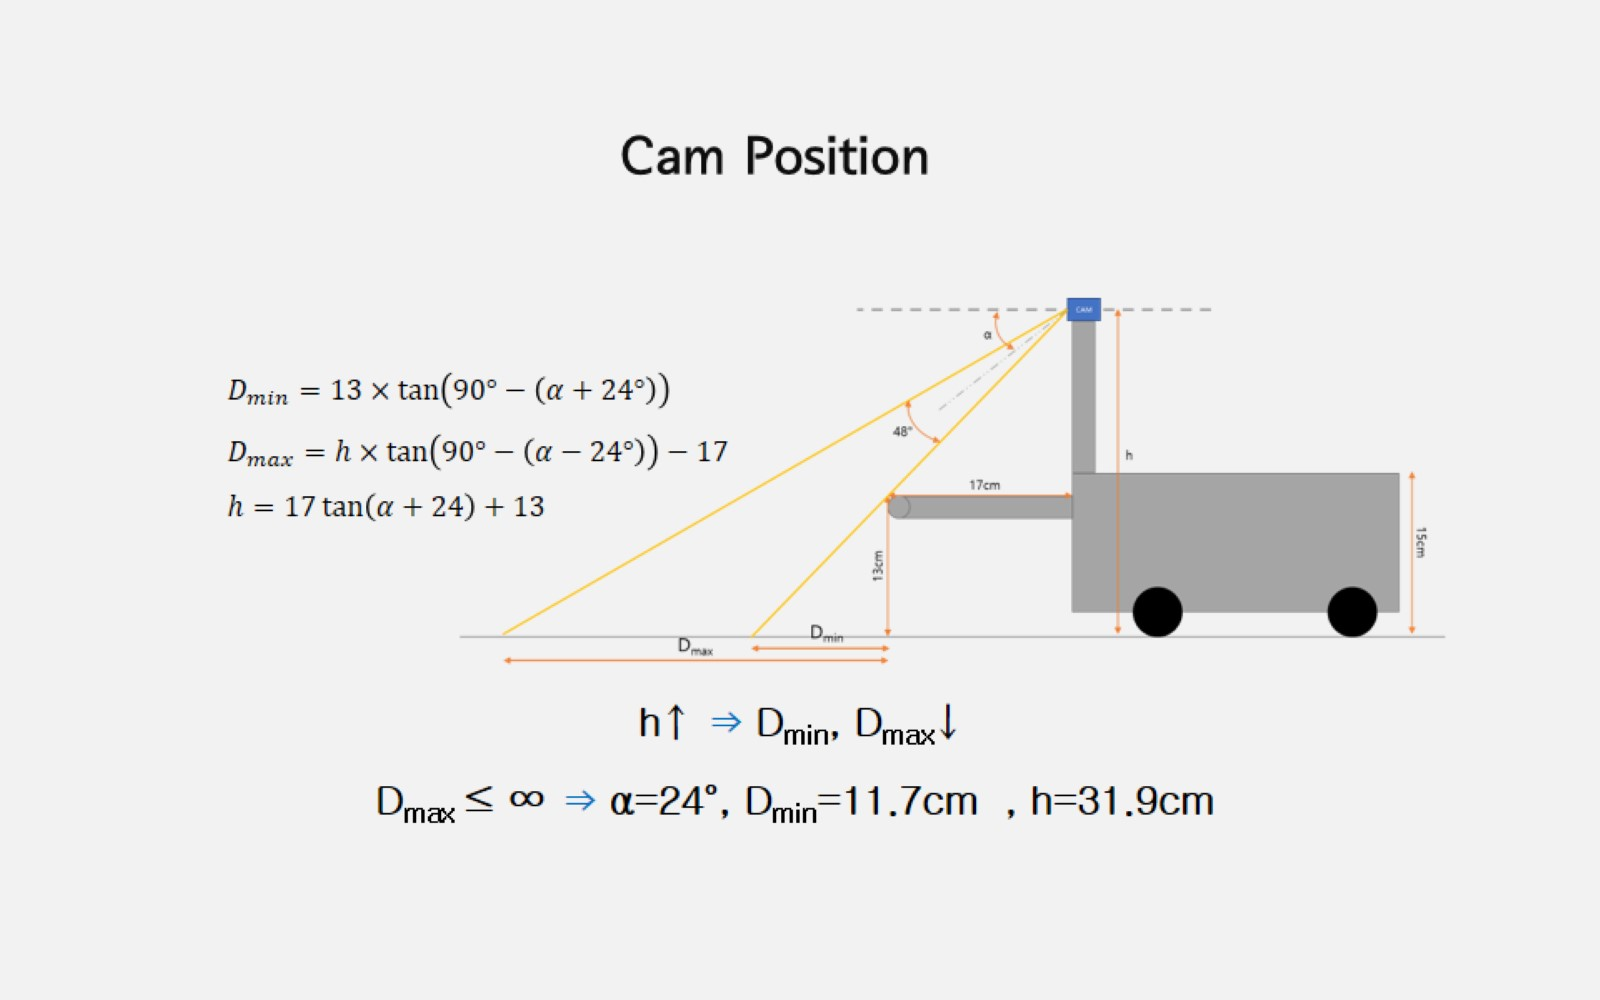 Cam Position
CAM
α
D_min = 13 × tan(90° − (α + 24°))
48°
D_max = h × tan(90° − (α − 24°)) − 17
h
17cm
h = 17 tan(α + 24) + 13
13cm
15cm
D_min
D_max
h↑ ⇒ D_min, D_max↓
D_max ≤ ∞ ⇒ α=24°, D_min=11.7cm , h=31.9cm